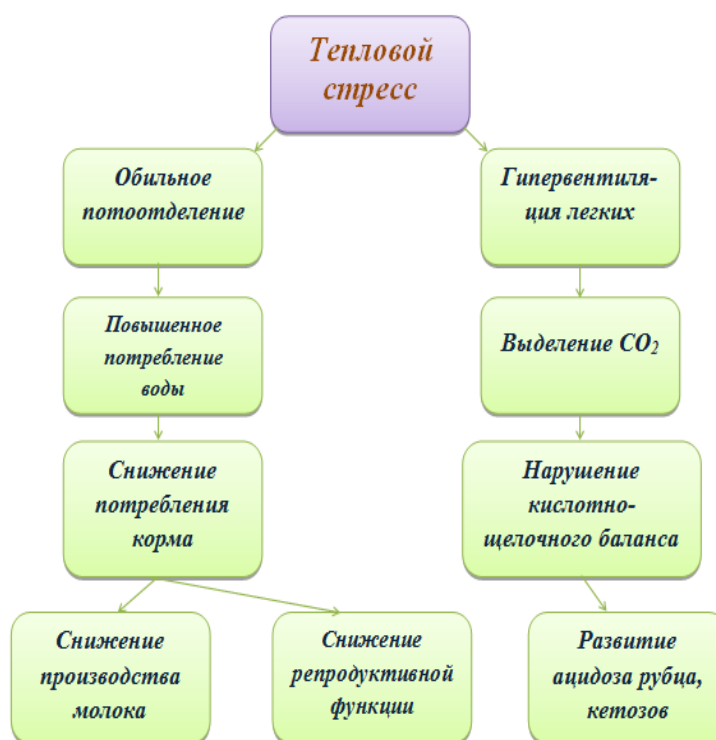 Тепловой
стресс
Обильное
потоотделение
Гипервентиля-
ция легких
Повышенное
потребление
воды
Выделение CO₂
Снижение
потребления
корма
Нарушение
кислотно-
щелочного баланса
Снижение
производства
молока
Снижение
репродуктивной
функции
Развитие
ацидоза рубца,
кетозов